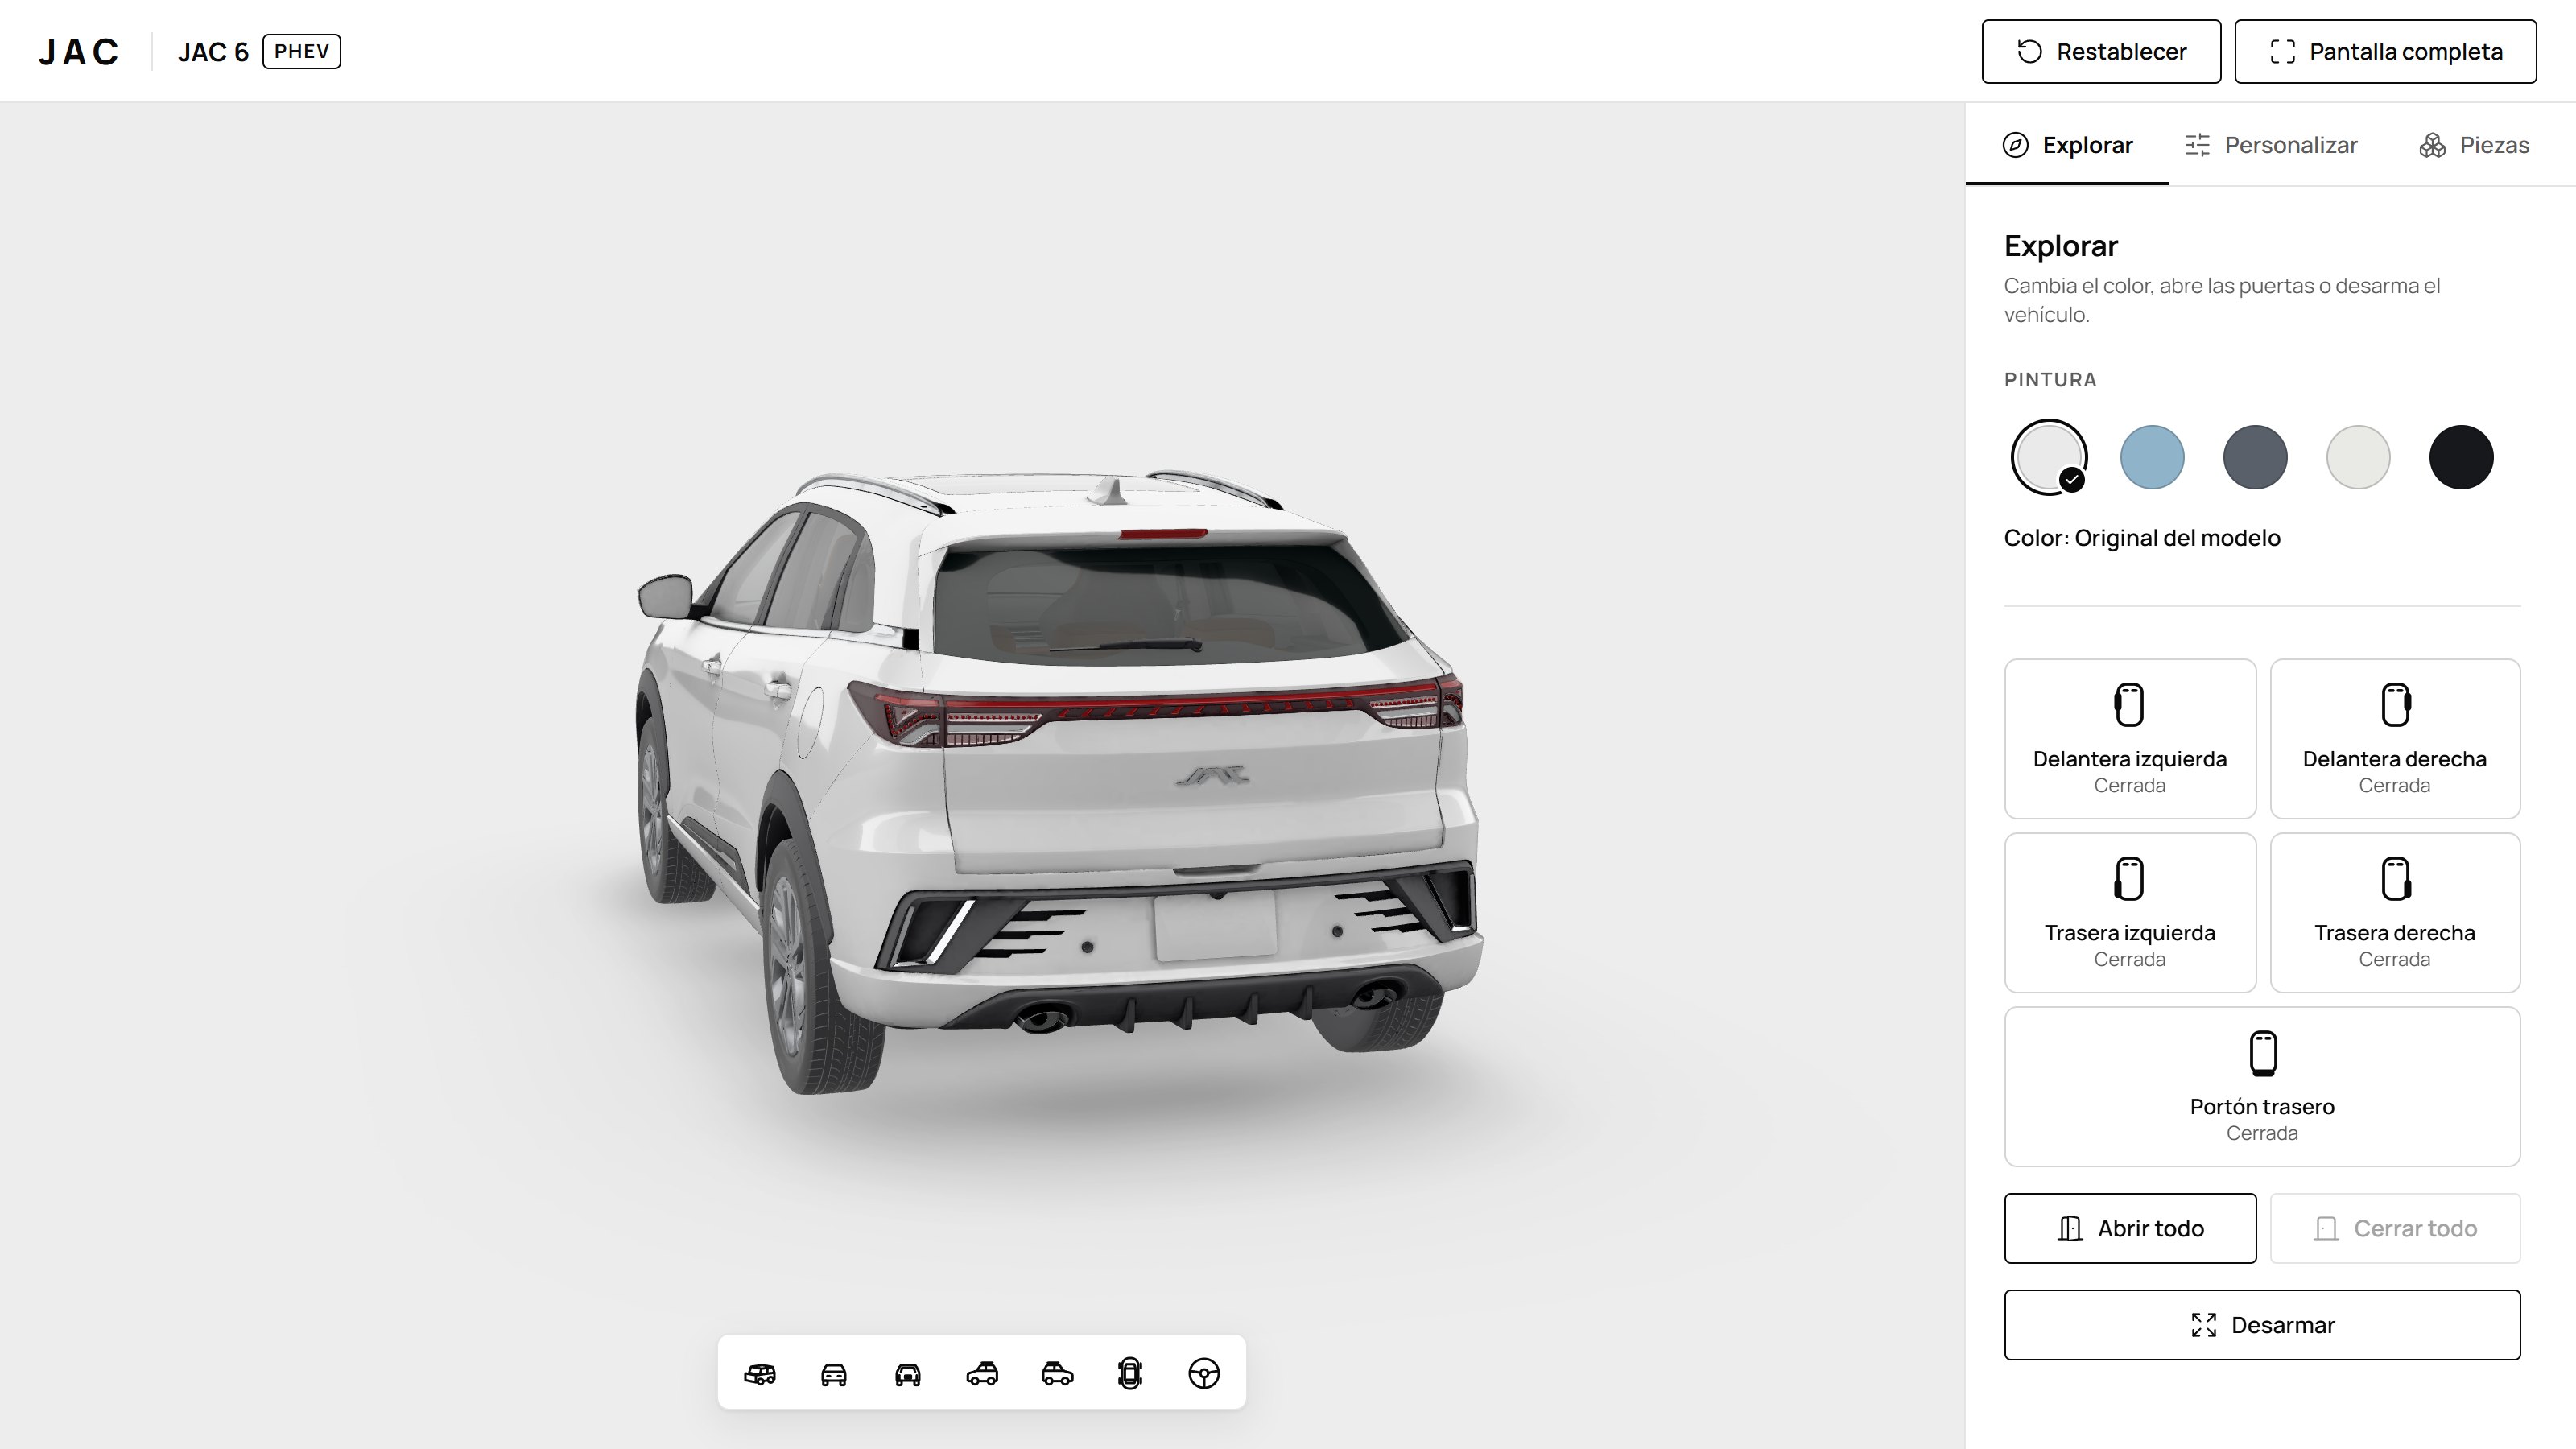 JAC
JAC 6
PHEV
Restablecer
Pantalla completa
Explorar
Personalizar
Piezas
Explorar
Cambia el color, abre las puertas o desarma el
vehículo.
PINTURA
Color: Original del modelo
JAC
Delantera izquierda
Cerrada
Delantera derecha
Cerrada
Trasera izquierda
Cerrada
Trasera derecha
Cerrada
Portón trasero
Cerrada
Abrir todo
Cerrar todo
Desarmar